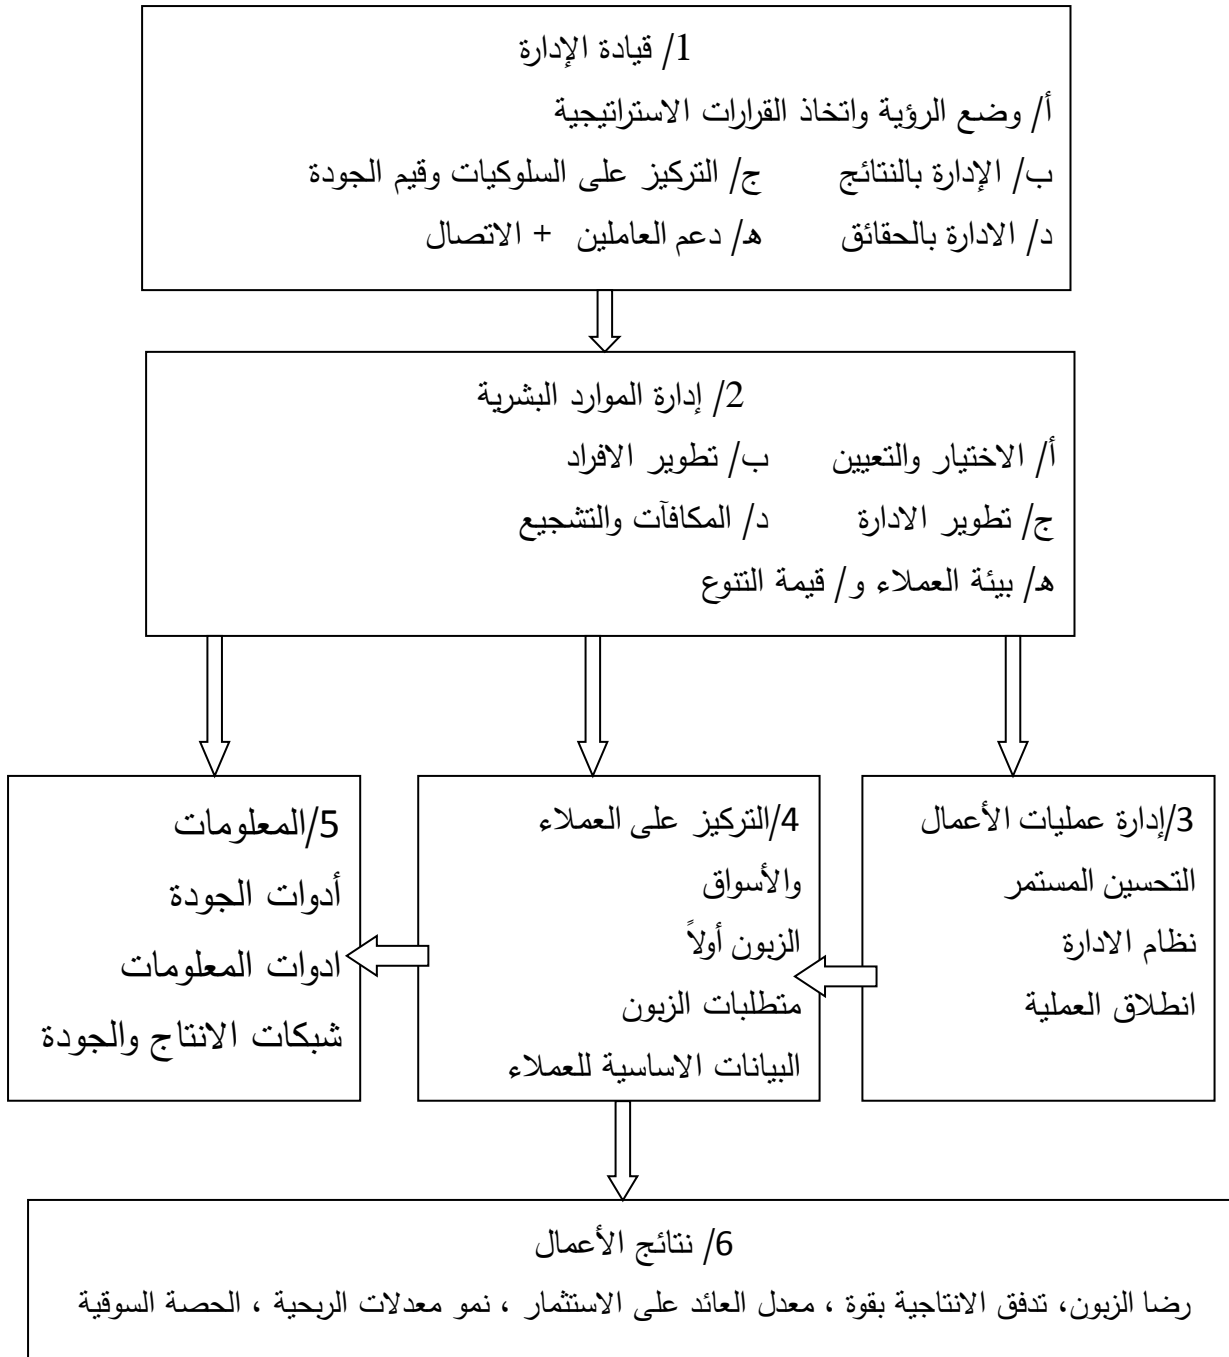 1/ قيادة الإدارة
أ/ وضع الرؤية واتخاذ القرارات الاستراتيجية
ب/ الإدارة بالنتائج ج/ التركيز على السلوكيات وقيم الجودة
د/ الادارة بالحقائق هـ/ دعم العاملين + الاتصال
2/ إدارة الموارد البشرية
أ/ الاختيار والتعيين ب/ تطوير الافراد
ج/ تطوير الادارة د/ المكافآت والتشجيع
هـ/ بيئة العملاء و/ قيمة التنوع
3/إدارة عمليات الأعمال
التحسين المستمر
نظام الادارة
انطلاق العملية
4/التركيز على العملاء
والأسواق
الزبون أولاً
متطلبات الزبون
البيانات الاساسية للعملاء
5/المعلومات
أدوات الجودة
ادوات المعلومات
شبكات الانتاج والجودة
6/ نتائج الأعمال
رضا الزبون، تدفق الانتاجية بقوة ، معدل العائد على الاستثمار ، نمو معدلات الربحية ، الحصة السوقية